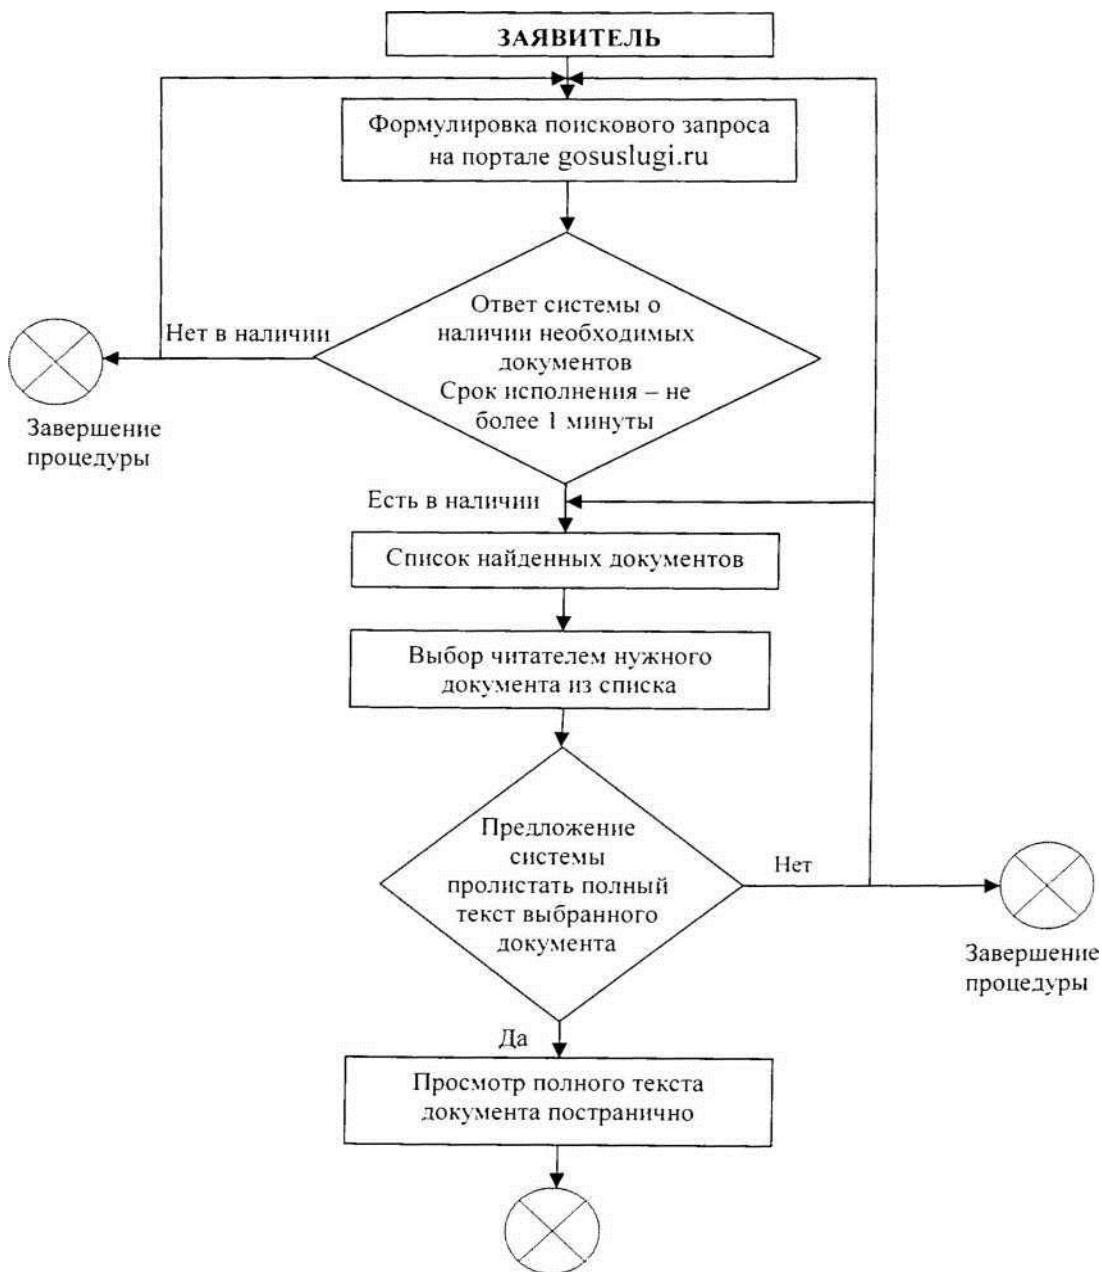 ЗАЯВИТЕЛЬ
Формулировка поискового запроса
на портале gosuslugi.ru
Ответ системы о
наличии необходимых
документов
Срок исполнения – не
более 1 минуты
Нет в наличии
Завершение
процедуры
Есть в наличии
Список найденных документов
Выбор читателем нужного
документа из списка
Предложение
системы
пролистать полный
текст выбранного
документа
Нет
Завершение
процедуры
Да
Просмотр полного текста
документа постранично